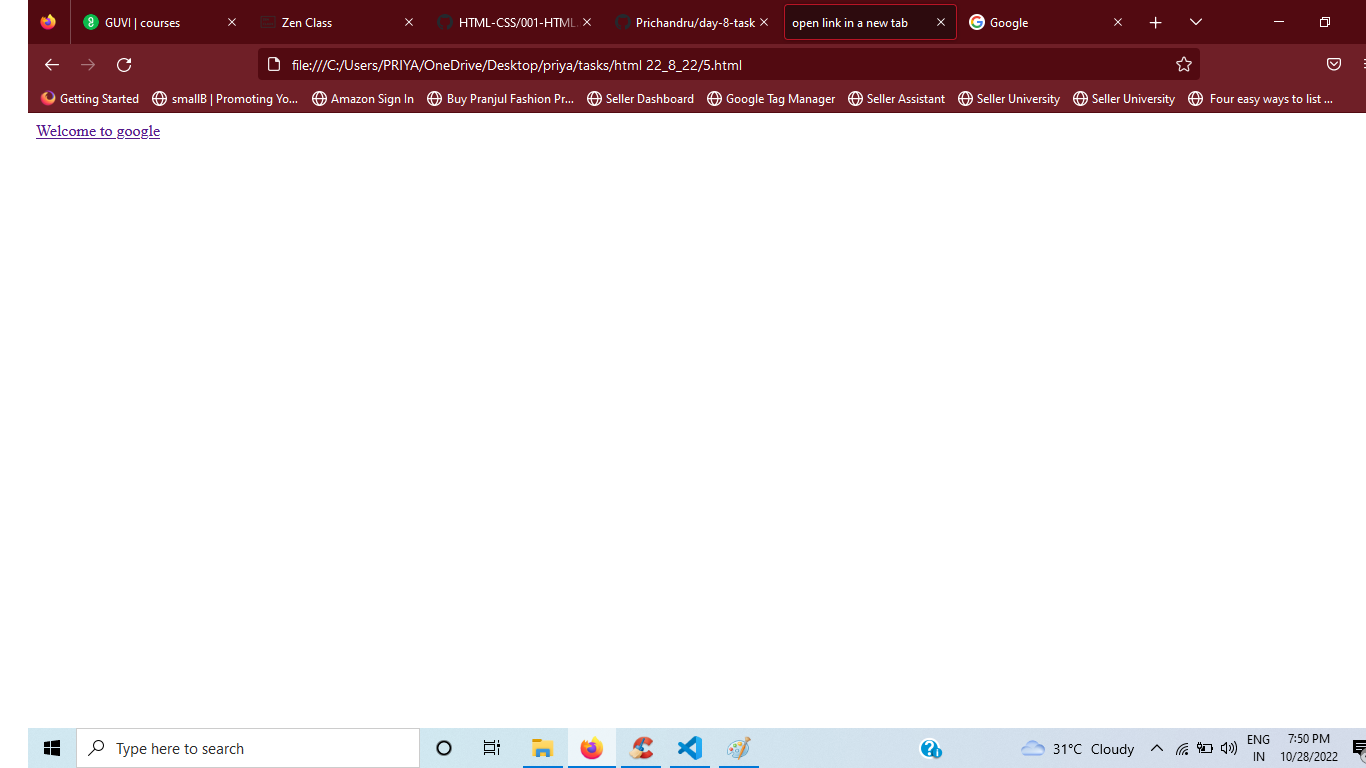 GUVI | courses
Zen Class
HTML-CSS/001-HTML.
Prichandru/day-8-task
open link in a new tab
Google
file:///C:/Users/PRIYA/OneDrive/Desktop/priya/tasks/html 22_8_22/5.html
Getting Started
smallB | Promoting Yo...
Amazon Sign In
Buy Pranjul Fashion Pr...
Seller Dashboard
Google Tag Manager
Seller Assistant
Seller University
Seller University
Four easy ways to list ...
Welcome to google
Type here to search
31°C Cloudy
ENG
IN
7:50 PM
10/28/2022